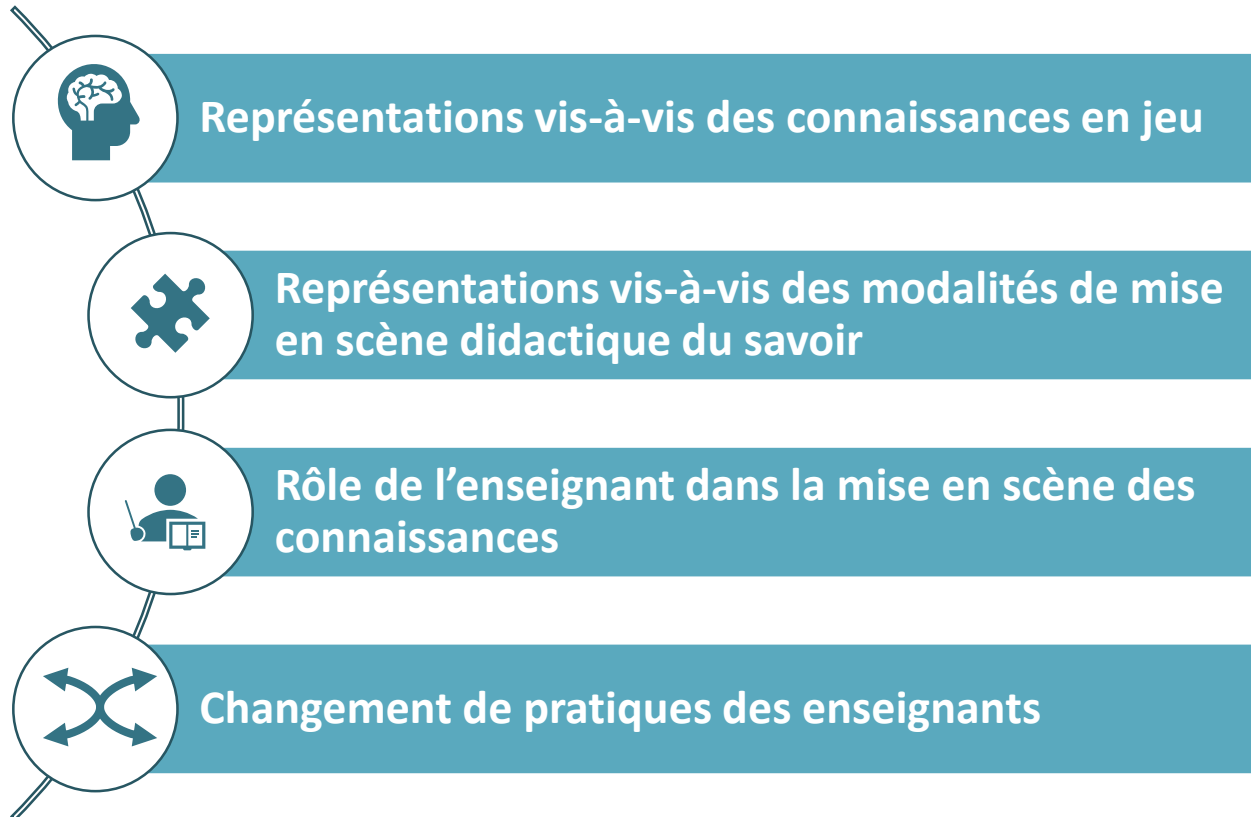 Représentations vis-à-vis des connaissances en jeu
Représentations vis-à-vis des modalités de mise
en scène didactique du savoir
Rôle de l’enseignant dans la mise en scène des
connaissances
Changement de pratiques des enseignants